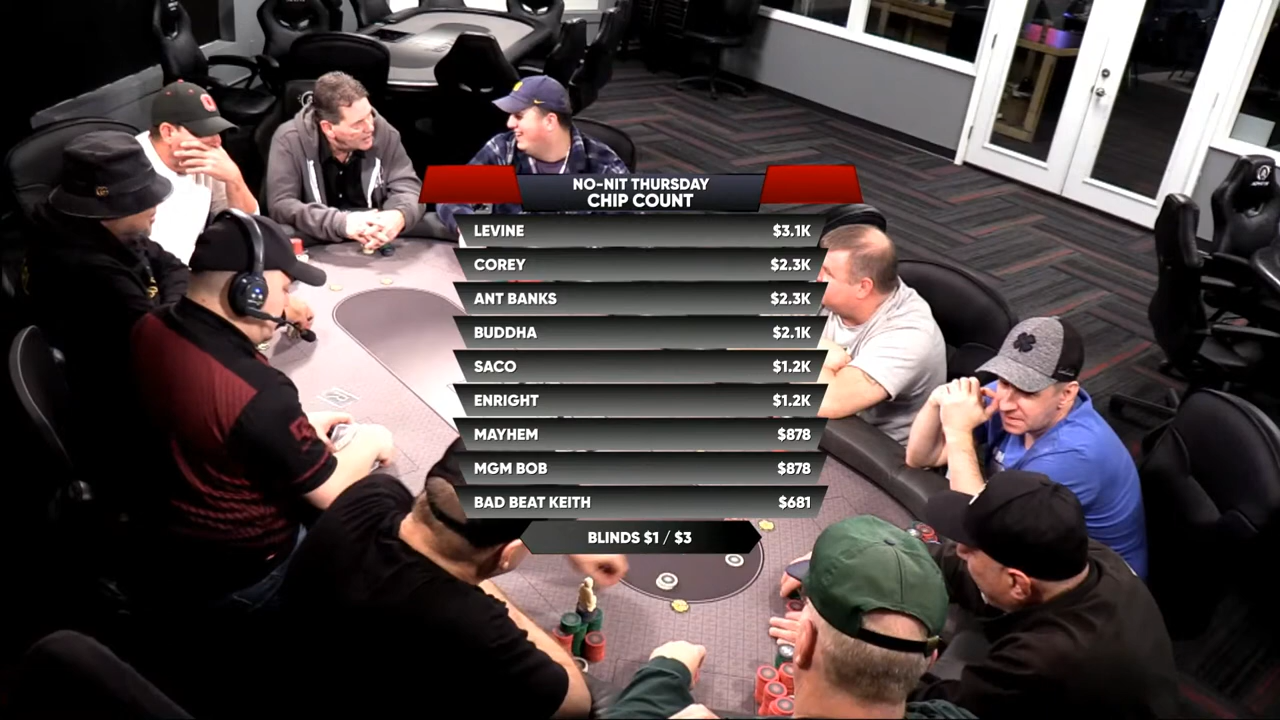 NO-NIT THURSDAY
CHIP COUNT
LEVINE $3.1K
COREY $2.3K
ANT BANKS $2.3K
BUDDHA $2.1K
SACO $1.2K
ENRIGHT $1.2K
MAYHEM $878
MGM BOB $878
BAD BEAT KEITH $681
BLINDS $1 / $3